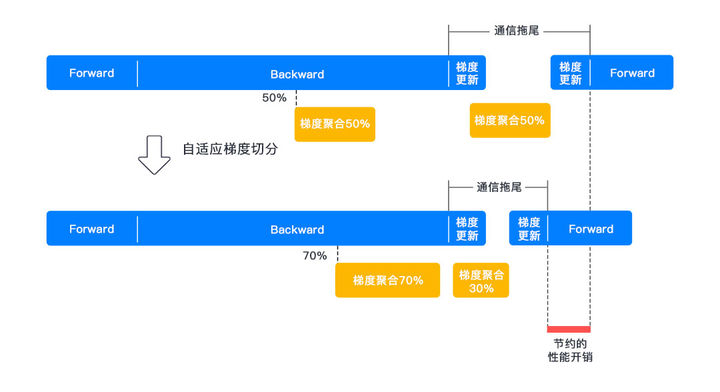 通信拖尾
Forward
Backward
梯度
更新
梯度
更新
Forward
50%
梯度聚合50%
梯度聚合50%
自适应梯度切分
通信拖尾
Forward
Backward
梯度
更新
梯度
更新
Forward
70%
梯度聚合70%
梯度聚合
30%
节约的
性能开销